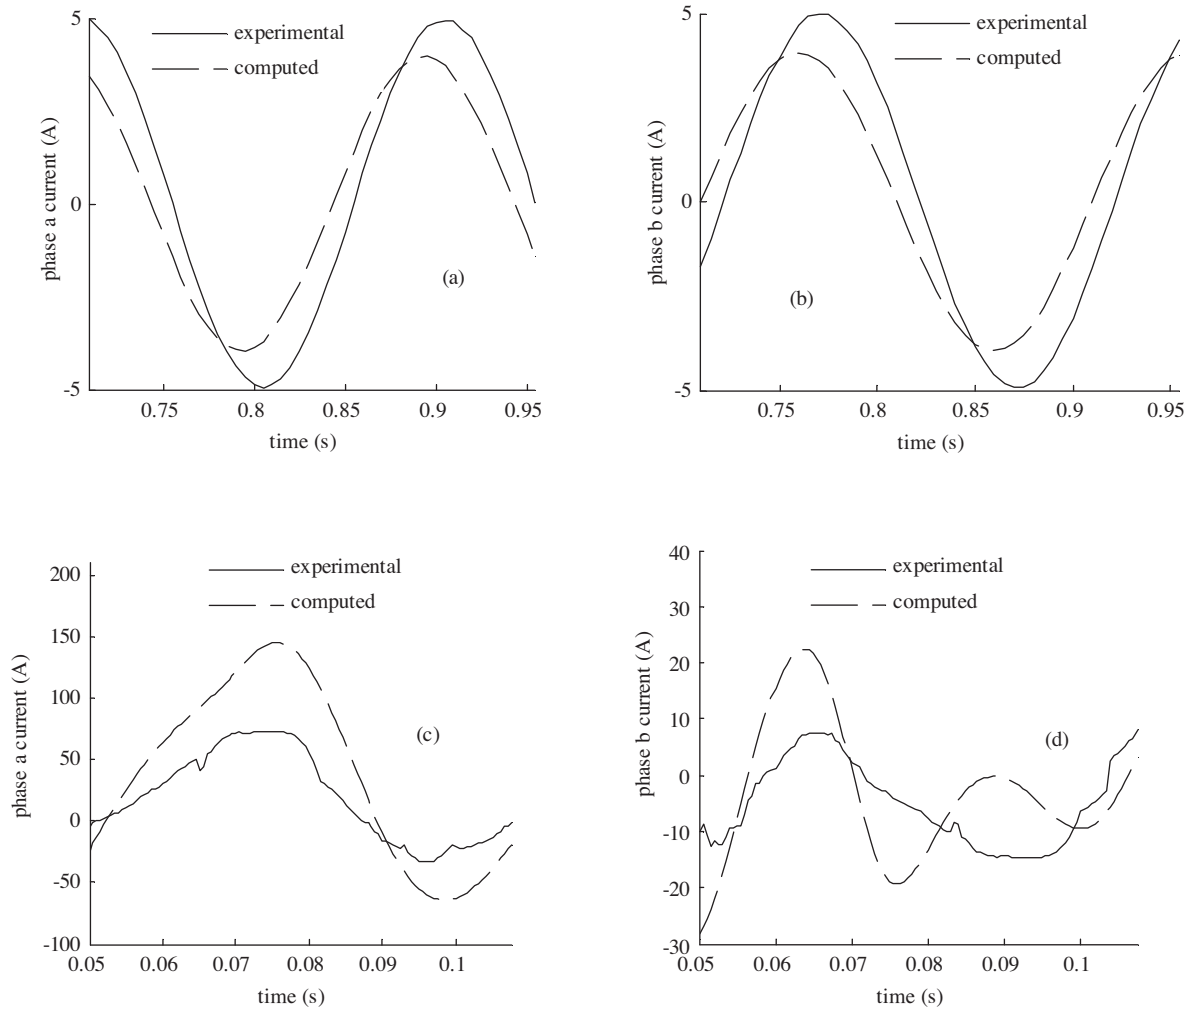 5
experimental
computed
phase a current (A)
0
(a)
-5
0.75
0.8
0.85
0.9
0.95
time (s)
5
experimental
computed
phase b current (A)
0
(b)
-5
0.75
0.8
0.85
0.9
0.95
time (s)
200
experimental
computed
150
phase a current (A)
100
(c)
50
0
-50
-100
0.05
0.06
0.07
0.08
0.09
0.1
time (s)
40
experimental
30
computed
phase b current (A)
20
10
(d)
0
-10
-20
-30
0.05
0.06
0.07
0.08
0.09
0.1
time (s)